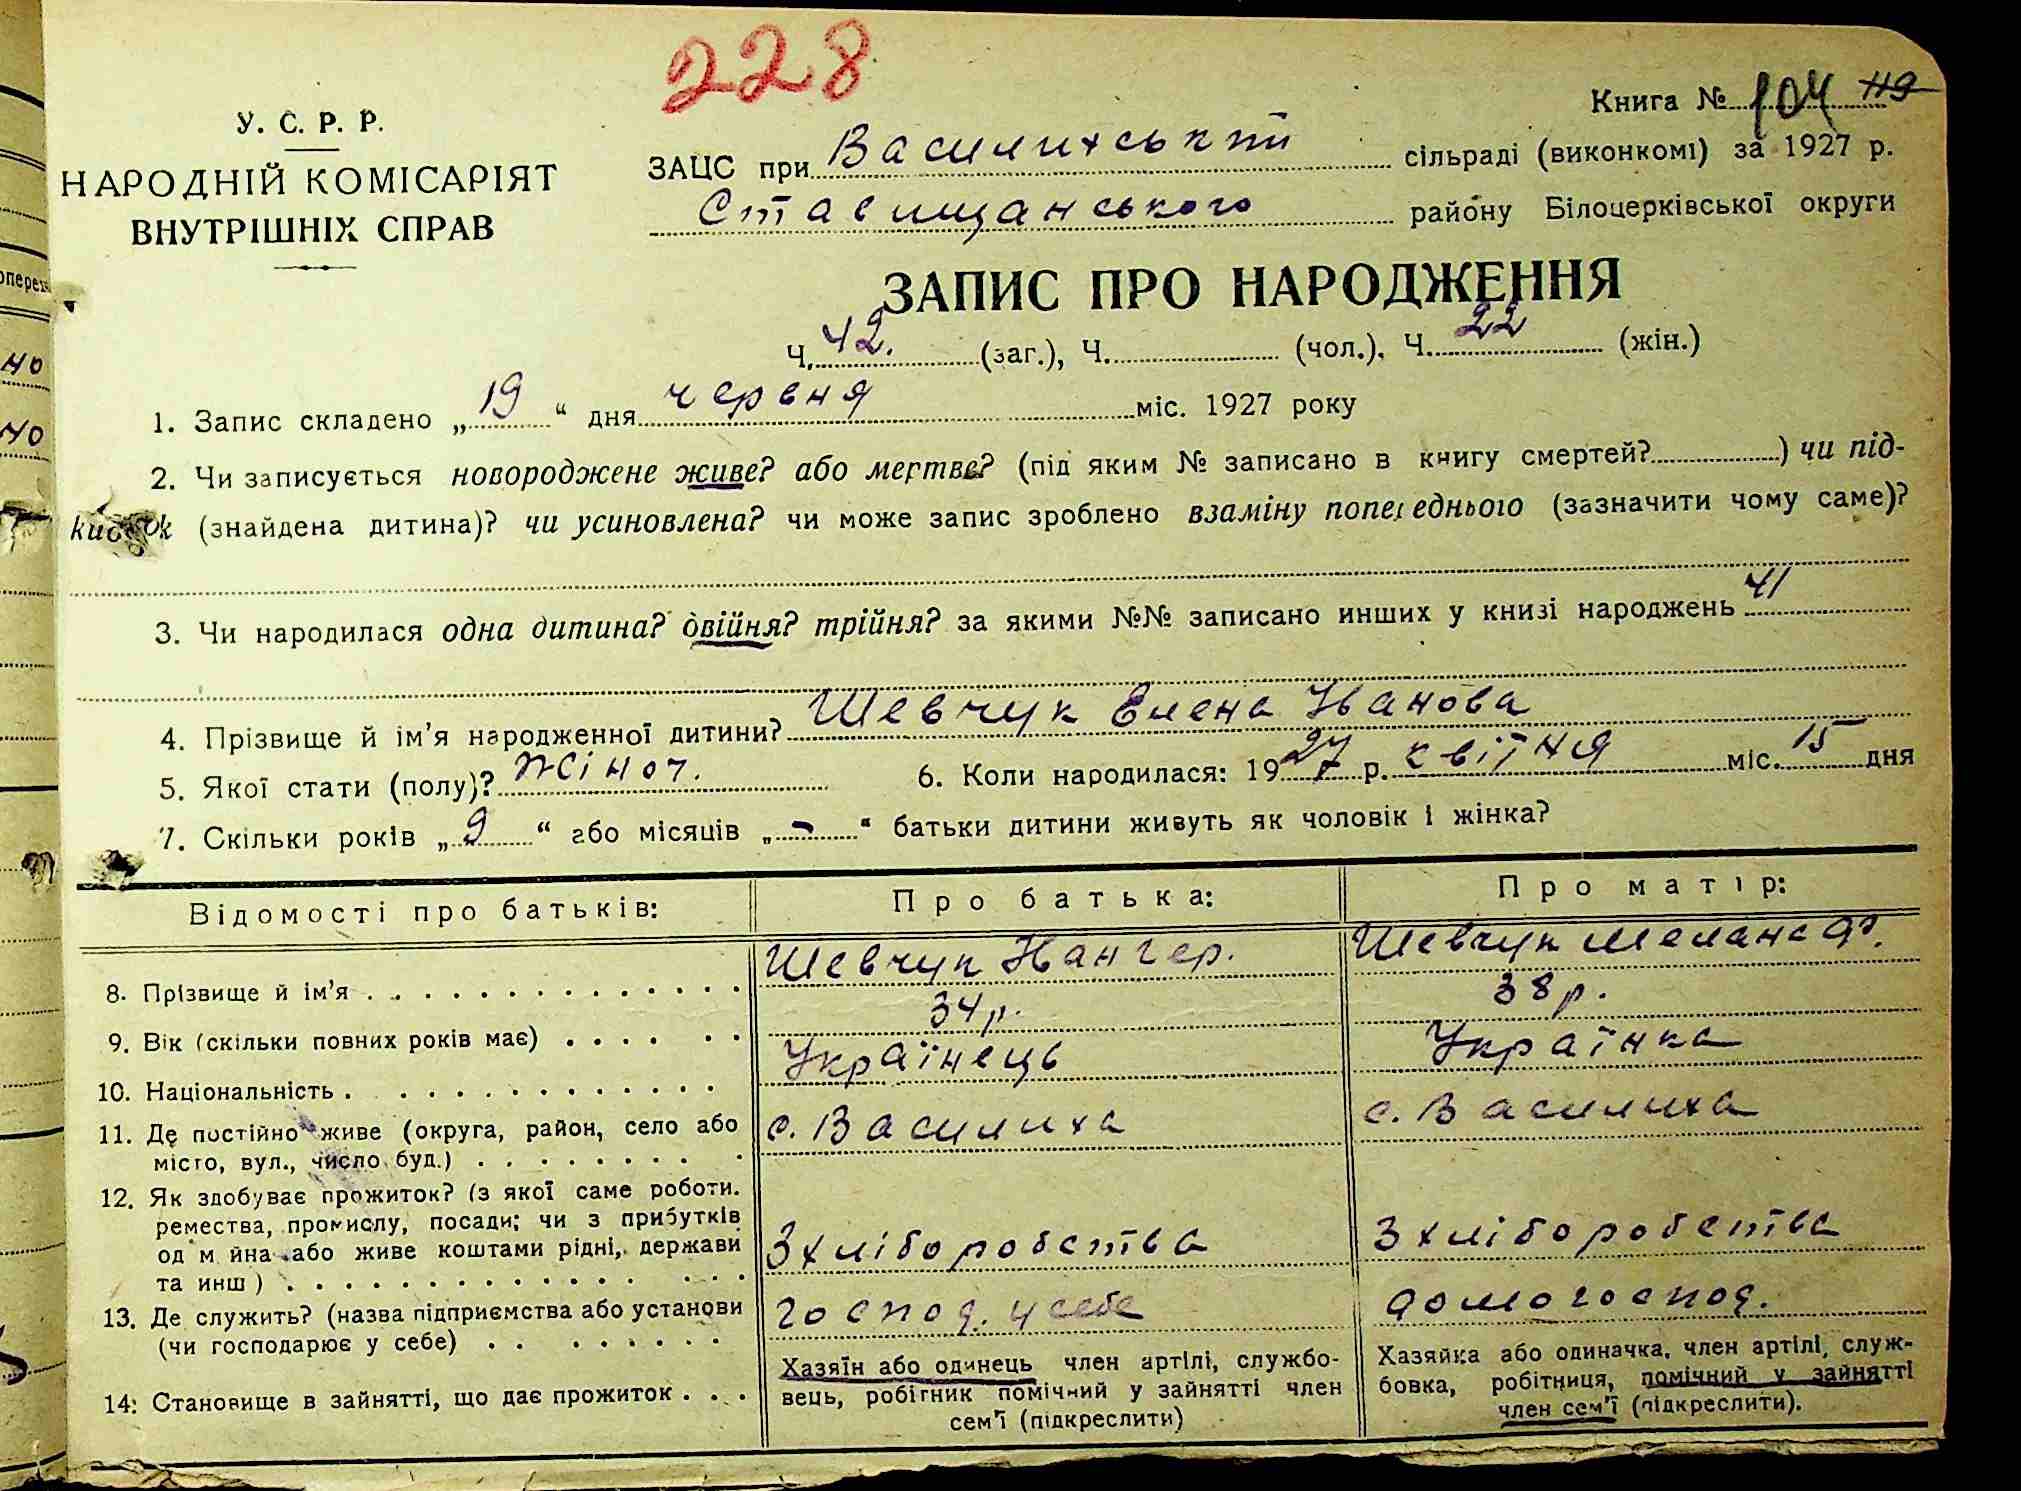 228
Книга № 104 119
У. С. Р. Р.
НАРОДНІЙ КОМІСАРІЯТ
ВНУТРІШНІХ СПРАВ
ЗАЦС при Василихській сільраді (виконкомі) за 1927 р.
Ставищанського району Білоцерківської округи
ЗАПИС ПРО НАРОДЖЕННЯ
Ч. 42. (заг.), Ч. (чол.), Ч. 22 (жін.)
1. Запис складено „ 19 “ дня червня міс. 1927 року
2. Чи записується новороджене живе? або мертве? (під яким № записано в книгу смертей? ) чи під-
кидьок (знайдена дитина)? чи усиновлена? чи може запис зроблено взаміну попереднього (зазначити чому саме)?
3. Чи народилася одна дитина? двійня? трійня? за якими №№ записано инших у книзі народжень 41
4. Прізвище й ім’я народженної дитини? Шевчук Елена Іванова
5. Якої стати (полу)? жіноч. 6. Коли народилася: 1927 р. квітня міс. 15 дня
7. Скільки років „ 9 “ або місяців „ - “ батьки дитини живуть як чоловік і жінка?
Відомості про батьків: Про батька: Про матір:
8. Прізвище й ім’я . . . . . . . . . . . . . . Шевчук Іван Гер. Шевчук Мелана Ф.
9. Вік (скільки повних років має) . . . . . . 34 р. 38 р.
10. Національність . . . . . . . . . . . . . Українець Українка
11. Де постійно живе (округа, район, село або с. Василиха с. Василиха
місто, вул., число буд.) . . . . . . . . .
12. Як здобуває прожиток? (з якої саме роботи.
ремества, промислу, посади; чи з прибутків
од м йна або живе коштами рідні, держави З хліборобства З хліборобства
та инш) . . . . . . . . . . . . . . . .
13. Де служить? (назва підприємства або установи господ. у себе домогоспод.
(чи господарює у себе) . . . . . . . .
14. Становище в зайнятті, що дає прожиток . . .
Хазяїн або одинець член артілі, службо-
вець, робітник помічний у зайнятті член
сем’ї (підкреслити)
Хазяйка або одиначка, член артілі, служ-
бовка, робітниця, помічний у зайнятті
член сем’ї (підкреслити).